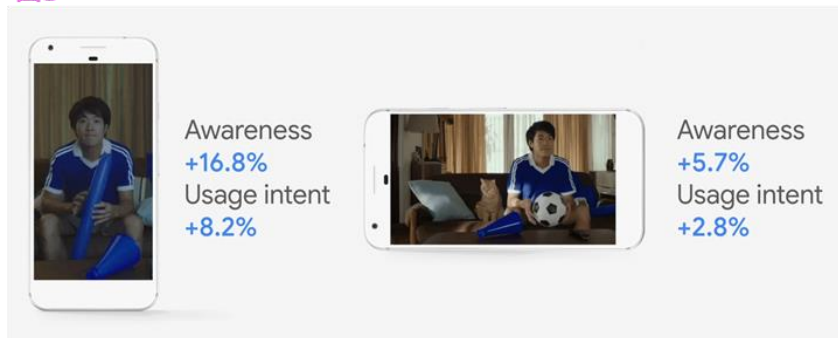 Awareness
+16.8%
Usage intent
+8.2%
Awareness
+5.7%
Usage intent
+2.8%